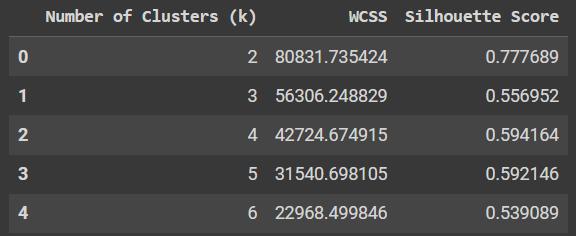 Number of Clusters (k) WCSS Silhouette Score
0 2 80831.735424 0.777689
1 3 56306.248829 0.556952
2 4 42724.674915 0.594164
3 5 31540.698105 0.592146
4 6 22968.499846 0.539089